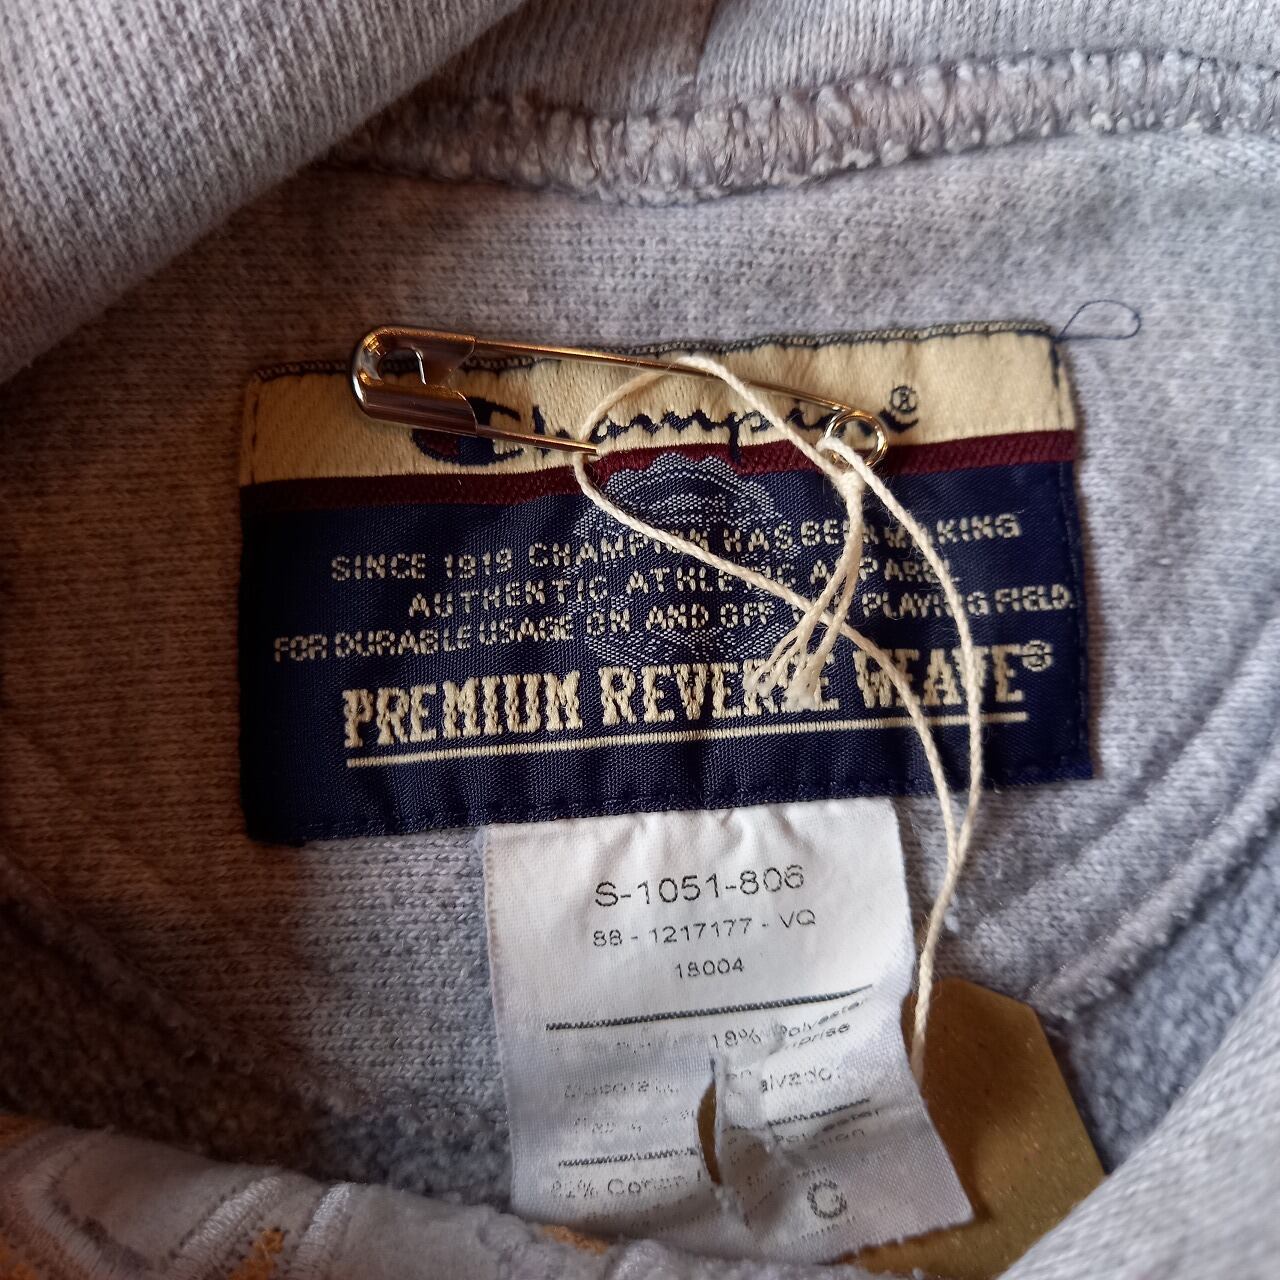 Champion®
SINCE 1919 CHAMPION HAS BEEN MAKING
AUTHENTIC ATHLETIC APPAREL
FOR DURABLE USAGE ON AND OFF THE PLAYING FIELD
PREMIUM REVERSE WEAVE®
S-1051-806
88 - 1217177 - VQ
18004
18% Polyester
82%